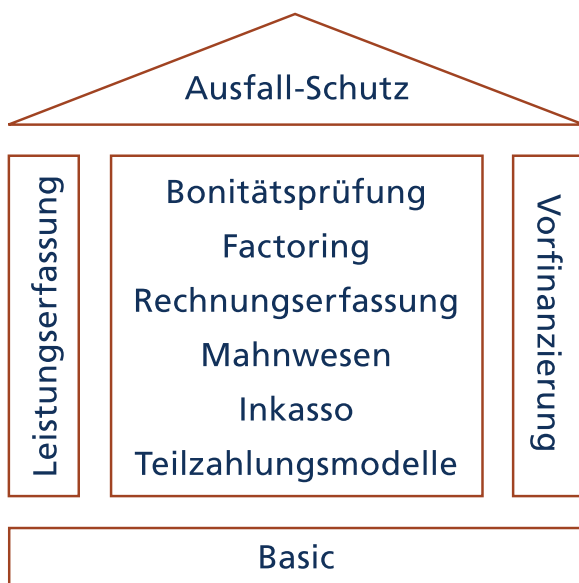 Ausfall-Schutz
Leistungserfassung
Bonitätsprüfung
Factoring
Rechnungserfassung
Mahnwesen
Inkasso
Teilzahlungsmodelle
Vorfinanzierung
Basic